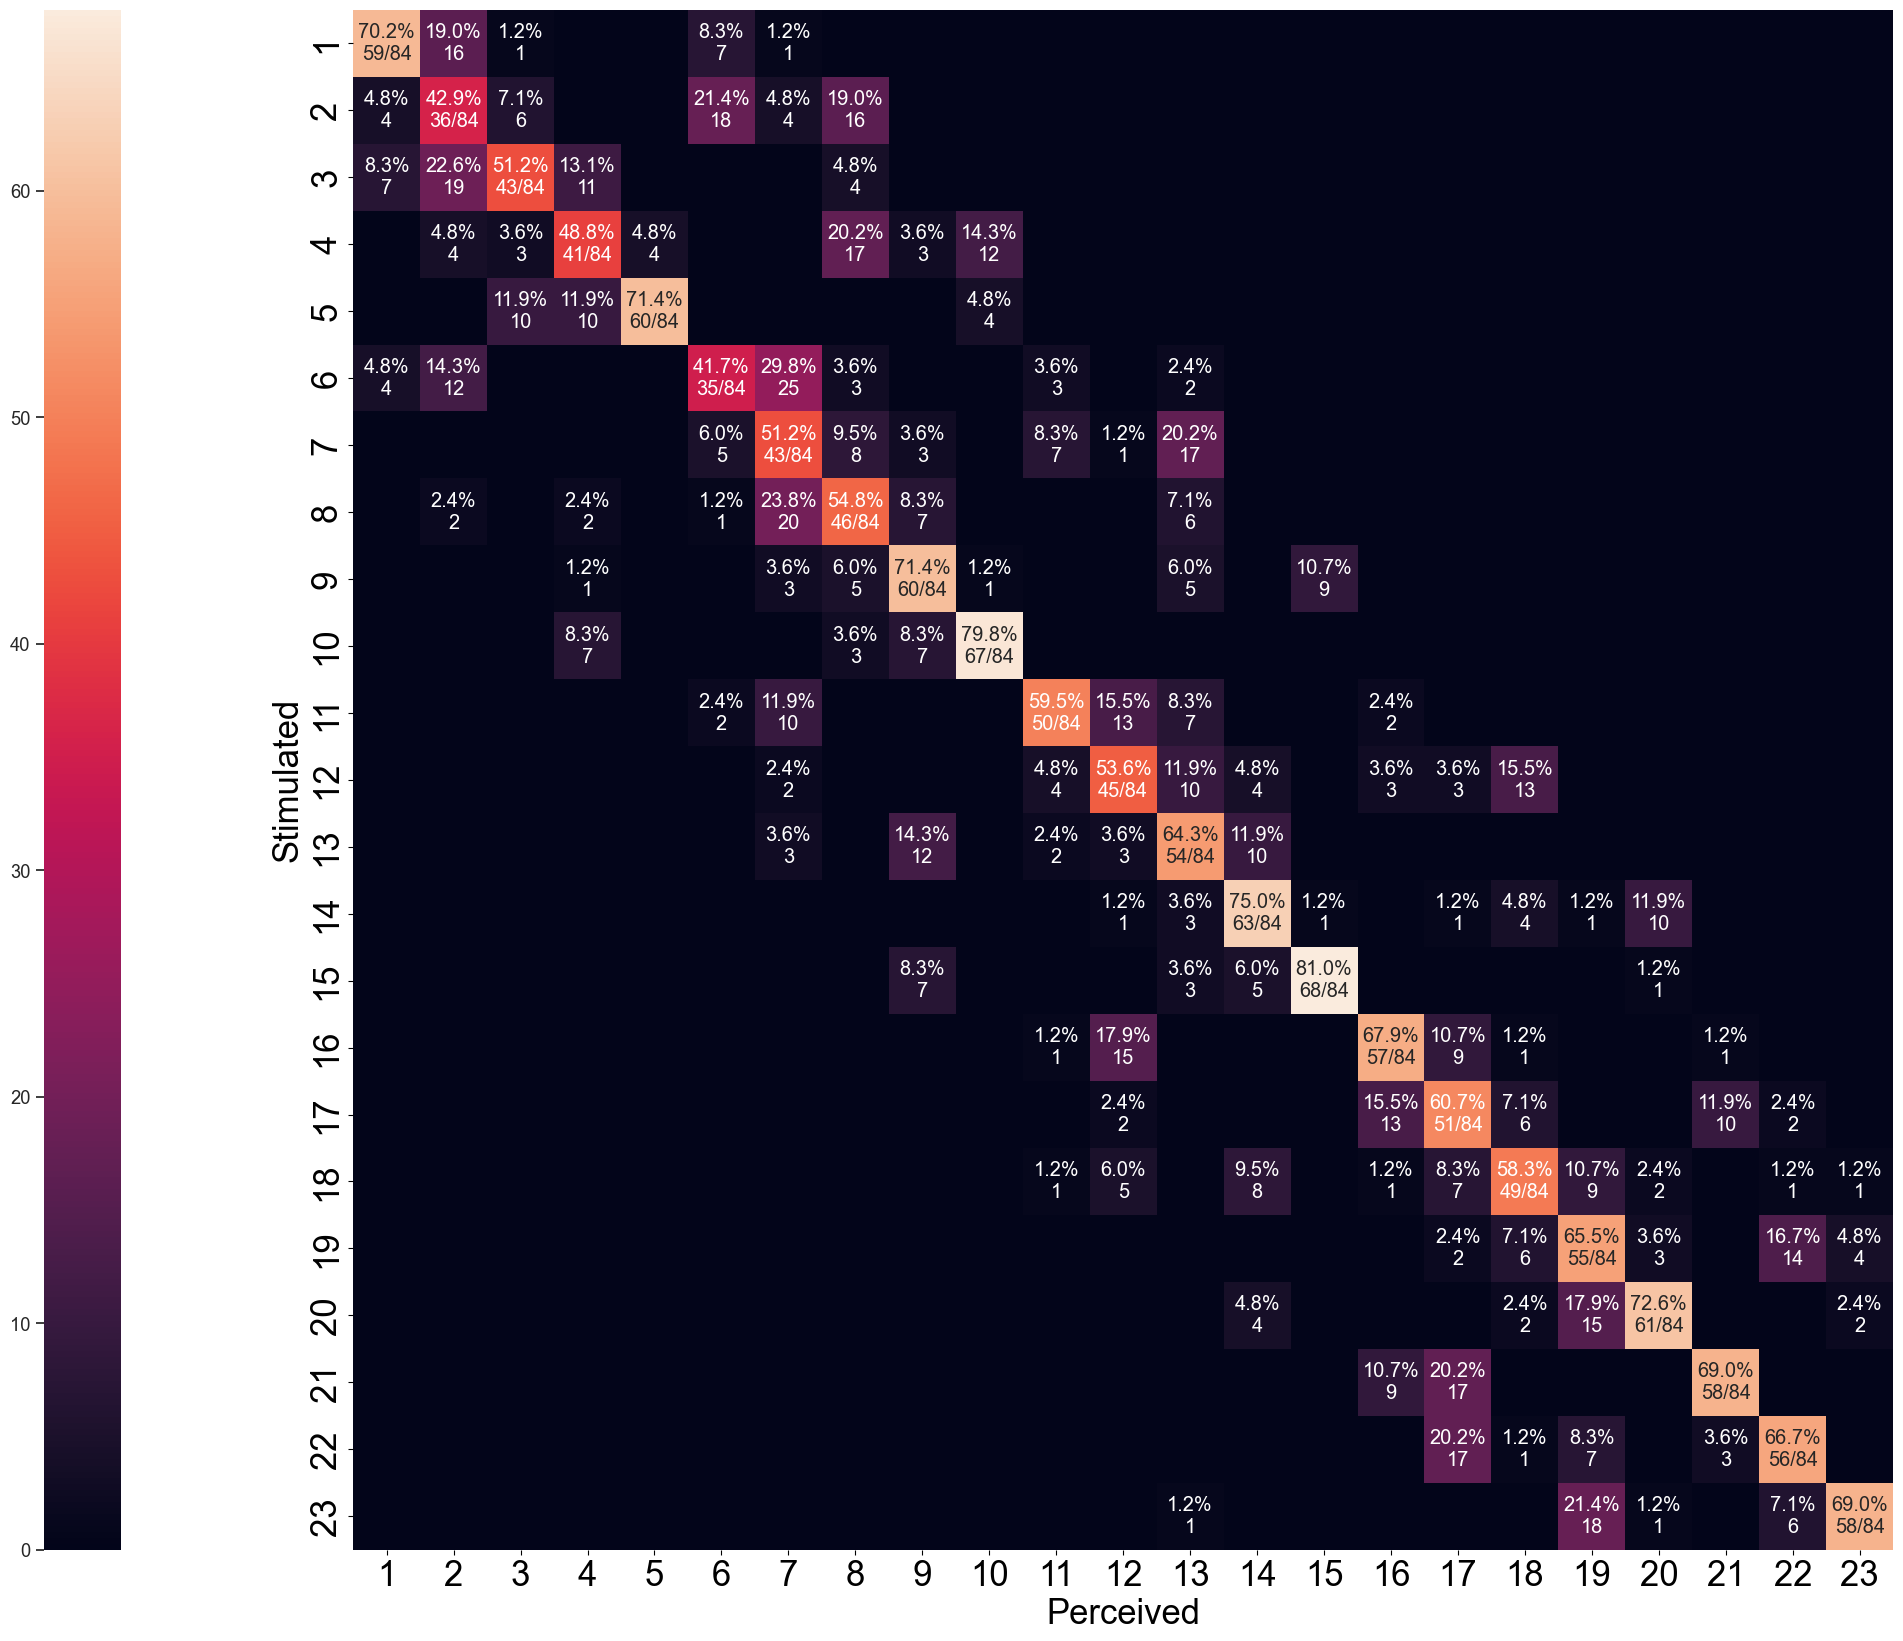 70.2% 19.0% 1.2% 8.3% 1.2%
1 59/84 16 1 7 1
4.8% 42.9% 7.1% 21.4% 4.8% 19.0%
2 4 36/84 6 18 4 16
8.3% 22.6% 51.2% 13.1% 4.8%
3 7 19 43/84 11 4
60
4.8% 3.6% 48.8% 4.8% 20.2% 3.6% 14.3%
4 4 3 41/84 4 17 3 12
11.9% 11.9% 71.4% 4.8%
5 10 10 60/84 4
4.8% 14.3% 41.7% 29.8% 3.6% 3.6% 2.4%
6 4 12 35/84 25 3 3 2
50
6.0% 51.2% 9.5% 3.6% 8.3% 1.2% 20.2%
7 5 43/84 8 3 7 1 17
2.4% 2.4% 1.2% 23.8% 54.8% 8.3% 7.1%
8 2 2 1 20 46/84 7 6
1.2% 3.6% 6.0% 71.4% 1.2% 6.0% 10.7%
9 1 3 5 60/84 1 5 9
40
8.3% 3.6% 8.3% 79.8%
10 7 3 7 67/84
2.4% 11.9% 59.5% 15.5% 8.3% 2.4%
11 2 10 50/84 13 7 2
Stimulated
2.4% 4.8% 53.6% 11.9% 4.8% 3.6% 3.6% 15.5%
12 2 4 45/84 10 4 3 3 13
3.6% 14.3% 2.4% 3.6% 64.3% 11.9%
13 3 12 2 3 54/84 10
30
1.2% 3.6% 75.0% 1.2% 1.2% 4.8% 1.2% 11.9%
14 1 3 63/84 1 1 4 1 10
8.3% 3.6% 6.0% 81.0% 1.2%
15 7 3 5 68/84 1
1.2% 17.9% 67.9% 10.7% 1.2% 1.2%
16 1 15 57/84 9 1 1
20
2.4% 15.5% 60.7% 7.1% 11.9% 2.4%
17 2 13 51/84 6 10 2
1.2% 6.0% 9.5% 1.2% 8.3% 58.3% 10.7% 2.4% 1.2% 1.2%
18 1 5 8 1 7 49/84 9 2 1 1
2.4% 7.1% 65.5% 3.6% 16.7% 4.8%
19 2 6 55/84 3 14 4
4.8% 2.4% 17.9% 72.6% 2.4%
20 4 2 15 61/84 2
10
10.7% 20.2% 69.0%
21 9 17 58/84
20.2% 1.2% 8.3% 3.6% 66.7%
22 17 1 7 3 56/84
1.2% 21.4% 1.2% 7.1% 69.0%
23 1 18 1 6 58/84
0
1 2 3 4 5 6 7 8 9 10 11 12 13 14 15 16 17 18 19 20 21 22 23
Perceived